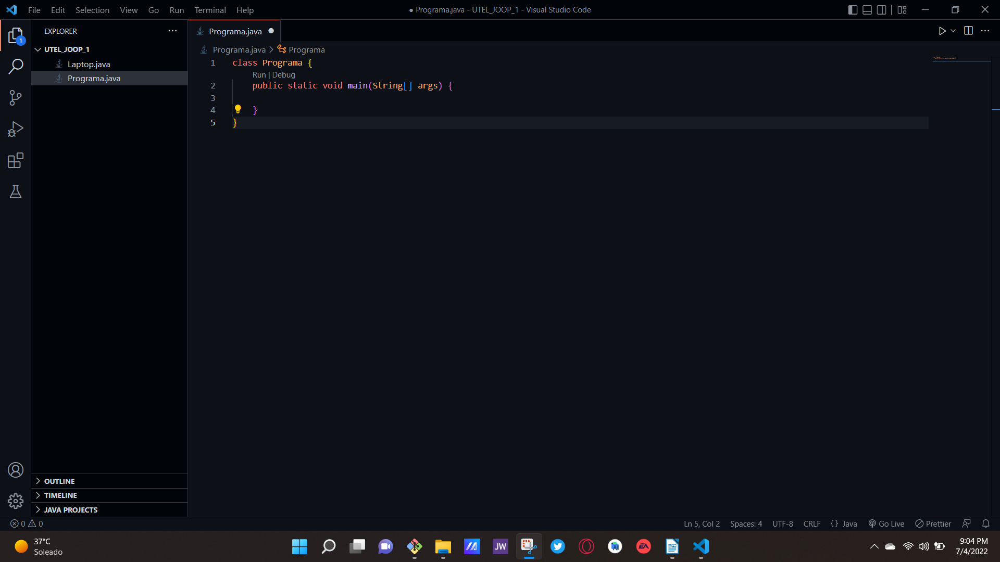 File Edit Selection View Go Run Terminal Help
● Programa.java - UTEL_JOOP_1 - Visual Studio Code
1
EXPLORER
UTEL_JOOP_1
Laptop.java
Programa.java
OUTLINE
TIMELINE
JAVA PROJECTS
Programa.java
Programa.java > Programa
1 class Programa {
Run | Debug
2 public static void main(String[] args) {
3
4 }
5 }
0 0
Ln 5, Col 2 Spaces: 4 UTF-8 CRLF {} Java Go Live Prettier
37°C
Soleado
JW
EA
9:04 PM
7/4/2022